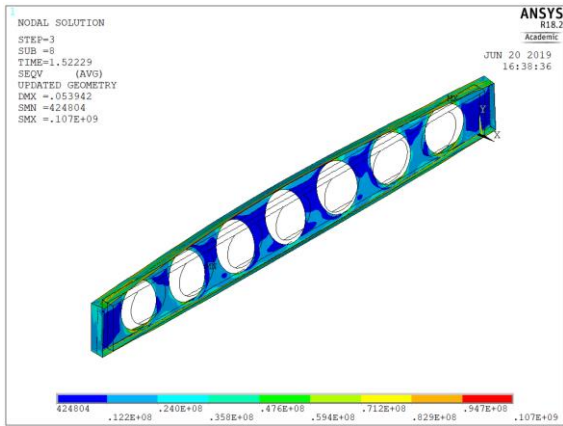 1
NODAL SOLUTION
STEP=3
SUB =8
TIME=1.52229
SEQV (AVG)
UPDATED GEOMETRY
DMX =.053942
SMN =424804
SMX =.107E+09
ANSYS
R18.2
Academic
JUN 20 2019
16:38:36
MX
Y
X
424804 .240E+08 .476E+08 .712E+08 .947E+08
.122E+08 .358E+08 .594E+08 .829E+08 .107E+09